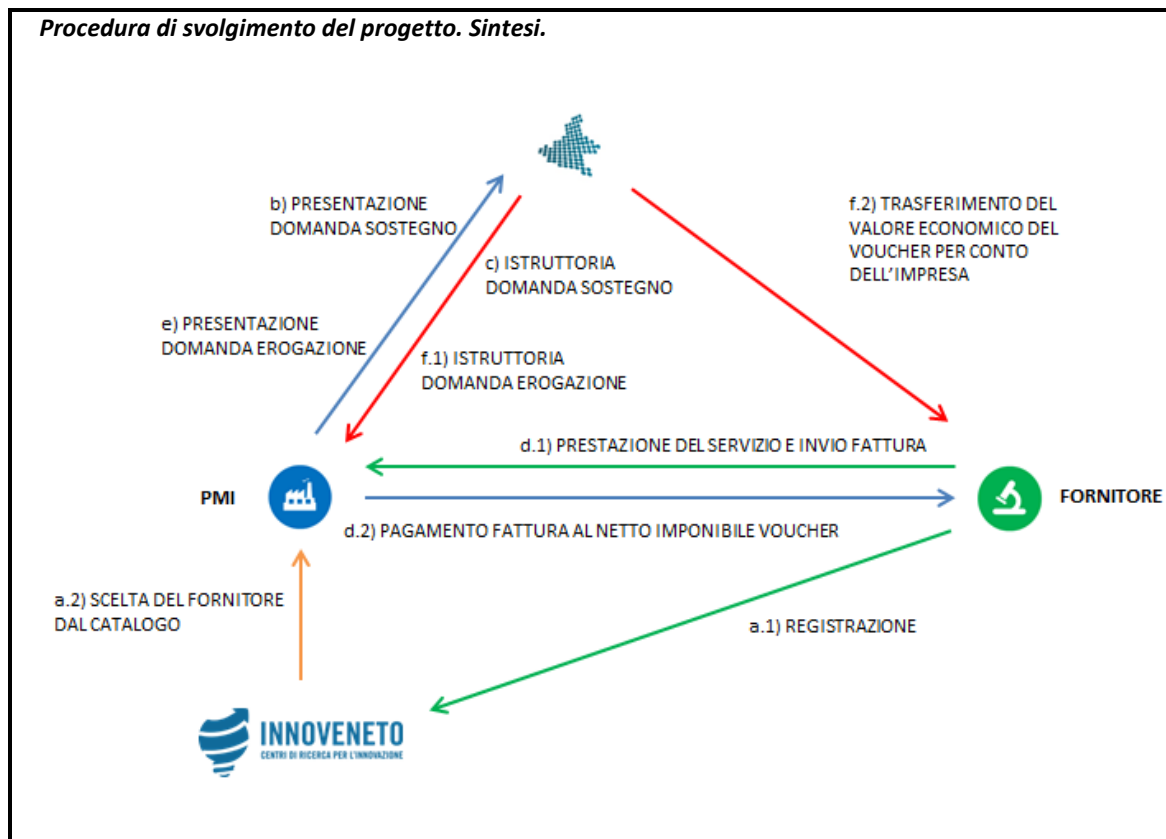 Procedura di svolgimento del progetto. Sintesi.
b) PRESENTAZIONE
DOMANDA SOSTEGNO
f.2) TRASFERIMENTO DEL
VALORE ECONOMICO DEL
VOUCHER PER CONTO
DELL'IMPRESA
c) ISTRUTTORIA
DOMANDA SOSTEGNO
e) PRESENTAZIONE
DOMANDA EROGAZIONE
f.1) ISTRUTTORIA
DOMANDA EROGAZIONE
d.1) PRESTAZIONE DEL SERVIZIO E INVIO FATTURA
PMI
FORNITORE
d.2) PAGAMENTO FATTURA AL NETTO IMPONIBILE VOUCHER
a.2) SCELTA DEL FORNITORE
DAL CATALOGO
a.1) REGISTRAZIONE
INNOVENETO
CENTRI DI RICERCA PER L'INNOVAZIONE